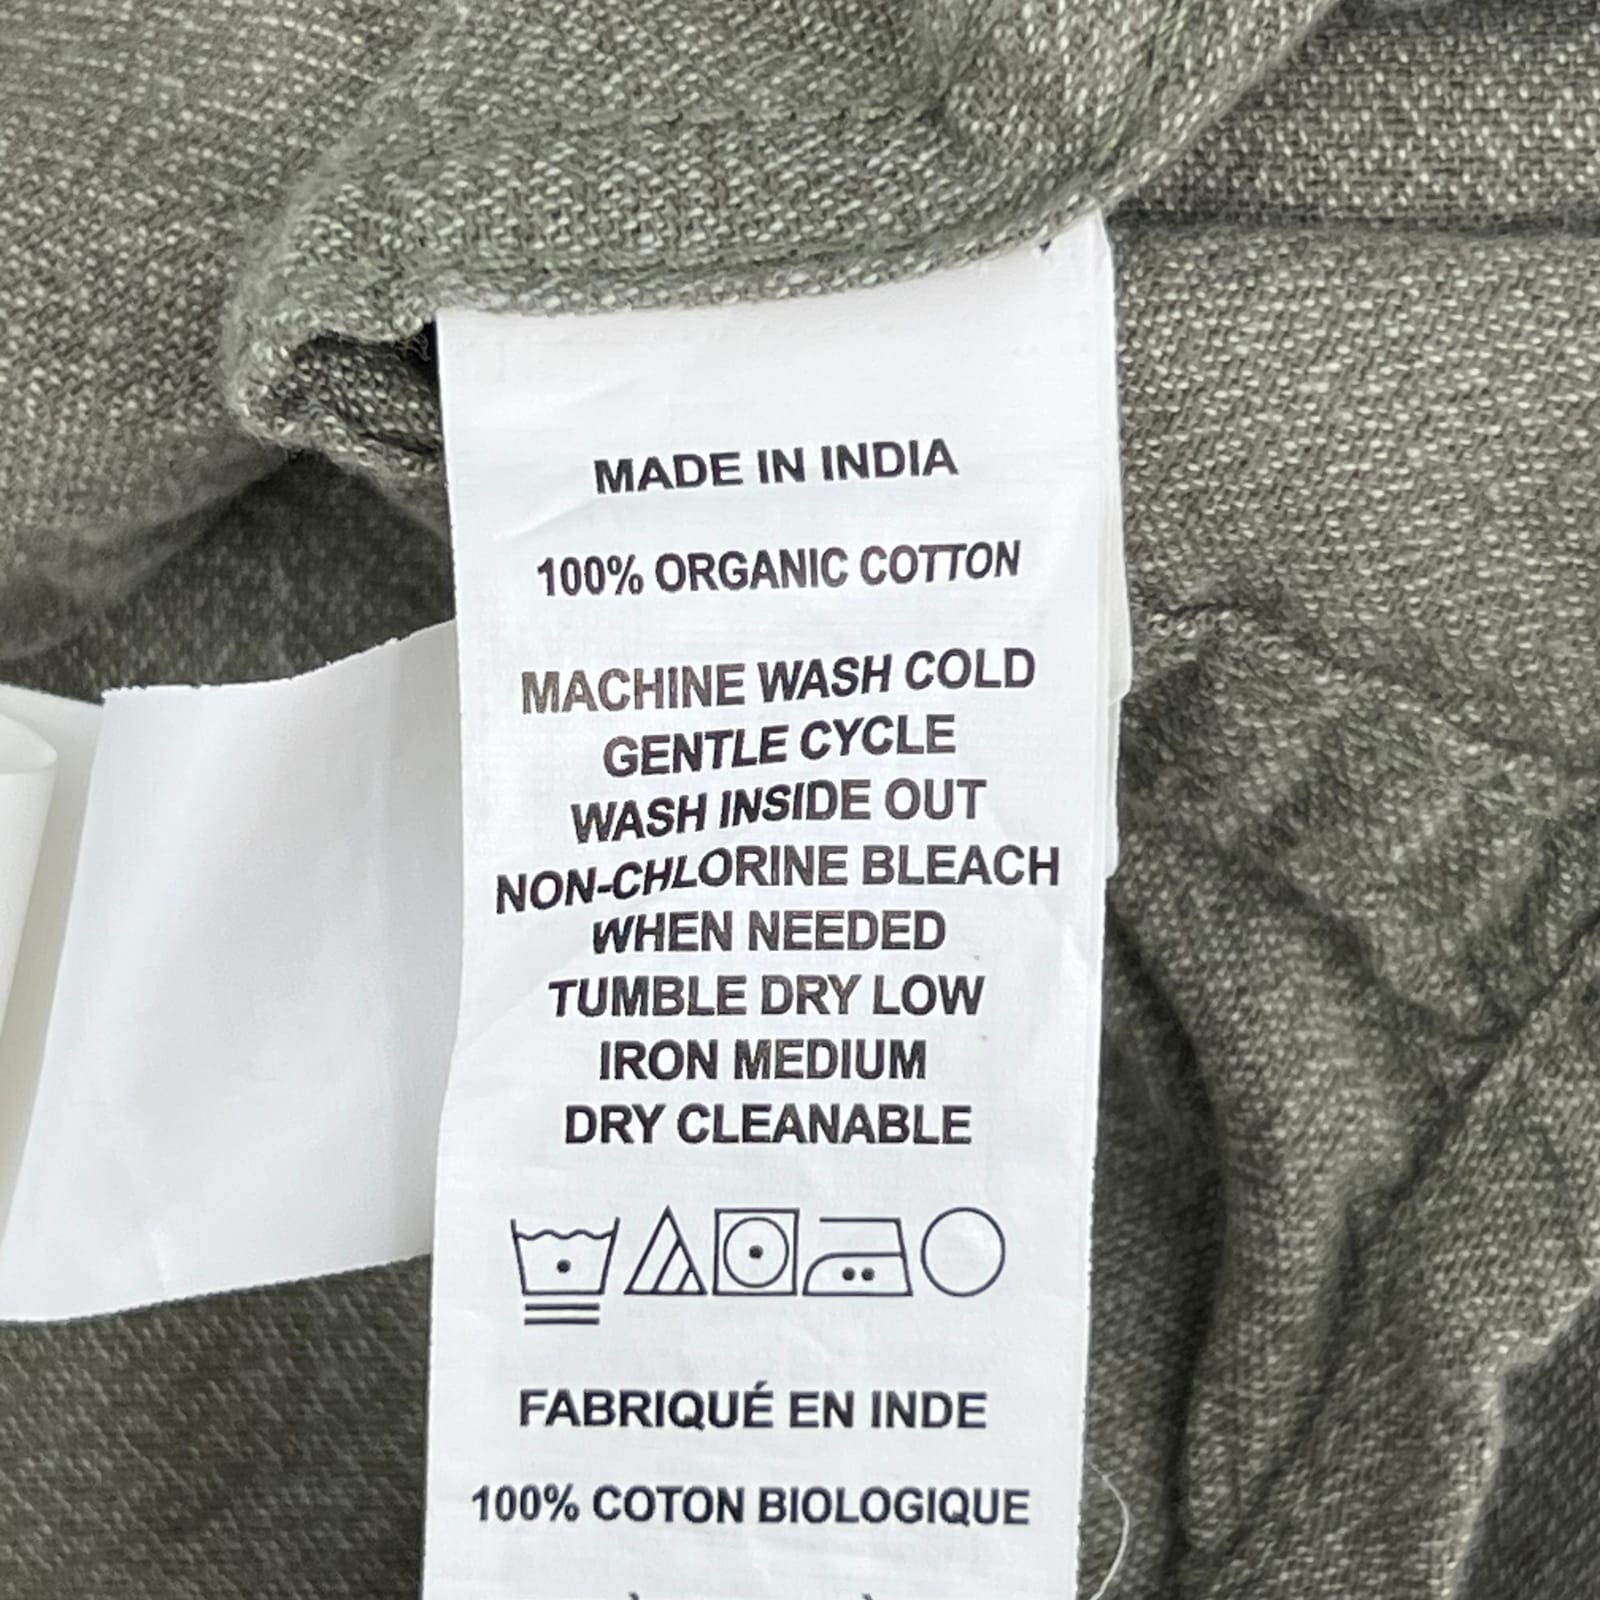 MADE IN INDIA
100% ORGANIC COTTON
MACHINE WASH COLD
GENTLE CYCLE
WASH INSIDE OUT
NON-CHLORINE BLEACH
WHEN NEEDED
TUMBLE DRY LOW
IRON MEDIUM
DRY CLEANABLE
FABRIQUÉ EN INDE
100% COTON BIOLOGIQUE